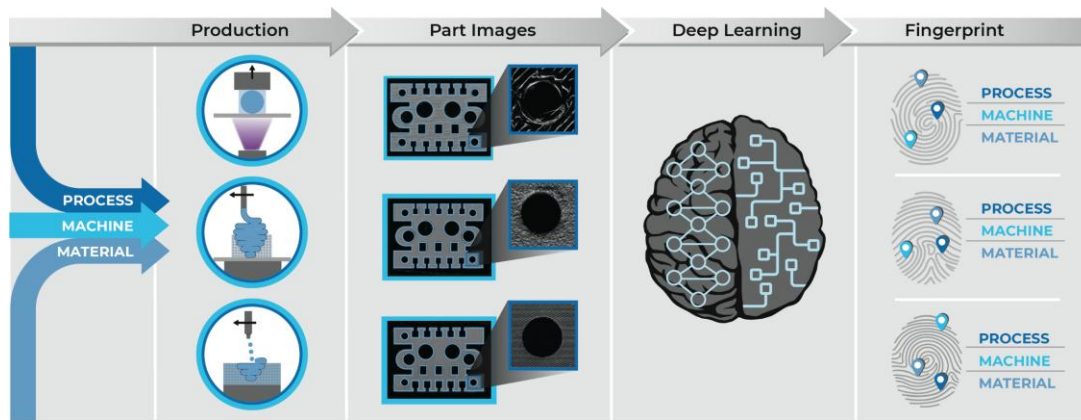 Production
Part Images
Deep Learning
Fingerprint
PROCESS
MACHINE
MATERIAL
PROCESS
MACHINE
MATERIAL
PROCESS
MACHINE
MATERIAL
PROCESS
MACHINE
MATERIAL